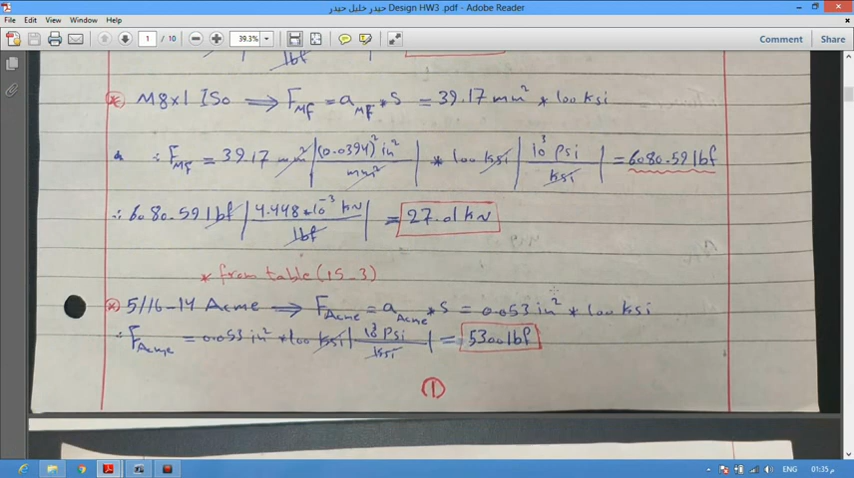 حيدر خليل حيدر Design HW3 .pdf - Adobe Reader
File Edit View Window Help
1 / 10 39.3% Comment Share
lbf
* M8x1 ISO ⟹ F_MF = a_MF * S = 39.17 mm² * 100 ksi
∴ F_MF = 39.17 mm² | (0.0394)² in² / mm² | * 100 ksi | 10³ Psi / ksi | = 6080.59 lbf
∴ 6080.59 lbf | 4.448*10⁻³ kN / lbf | = 27.01 kN
* from table (15-3)
* 5/16-14 Acme ⟹ F_Acme = a_Acme * S = 0.053 in² * 100 ksi
∴ F_Acme = 0.053 in² * 100 ksi | 10³ Psi / ksi | = 5300 lbf
1
ENG 01:35 م